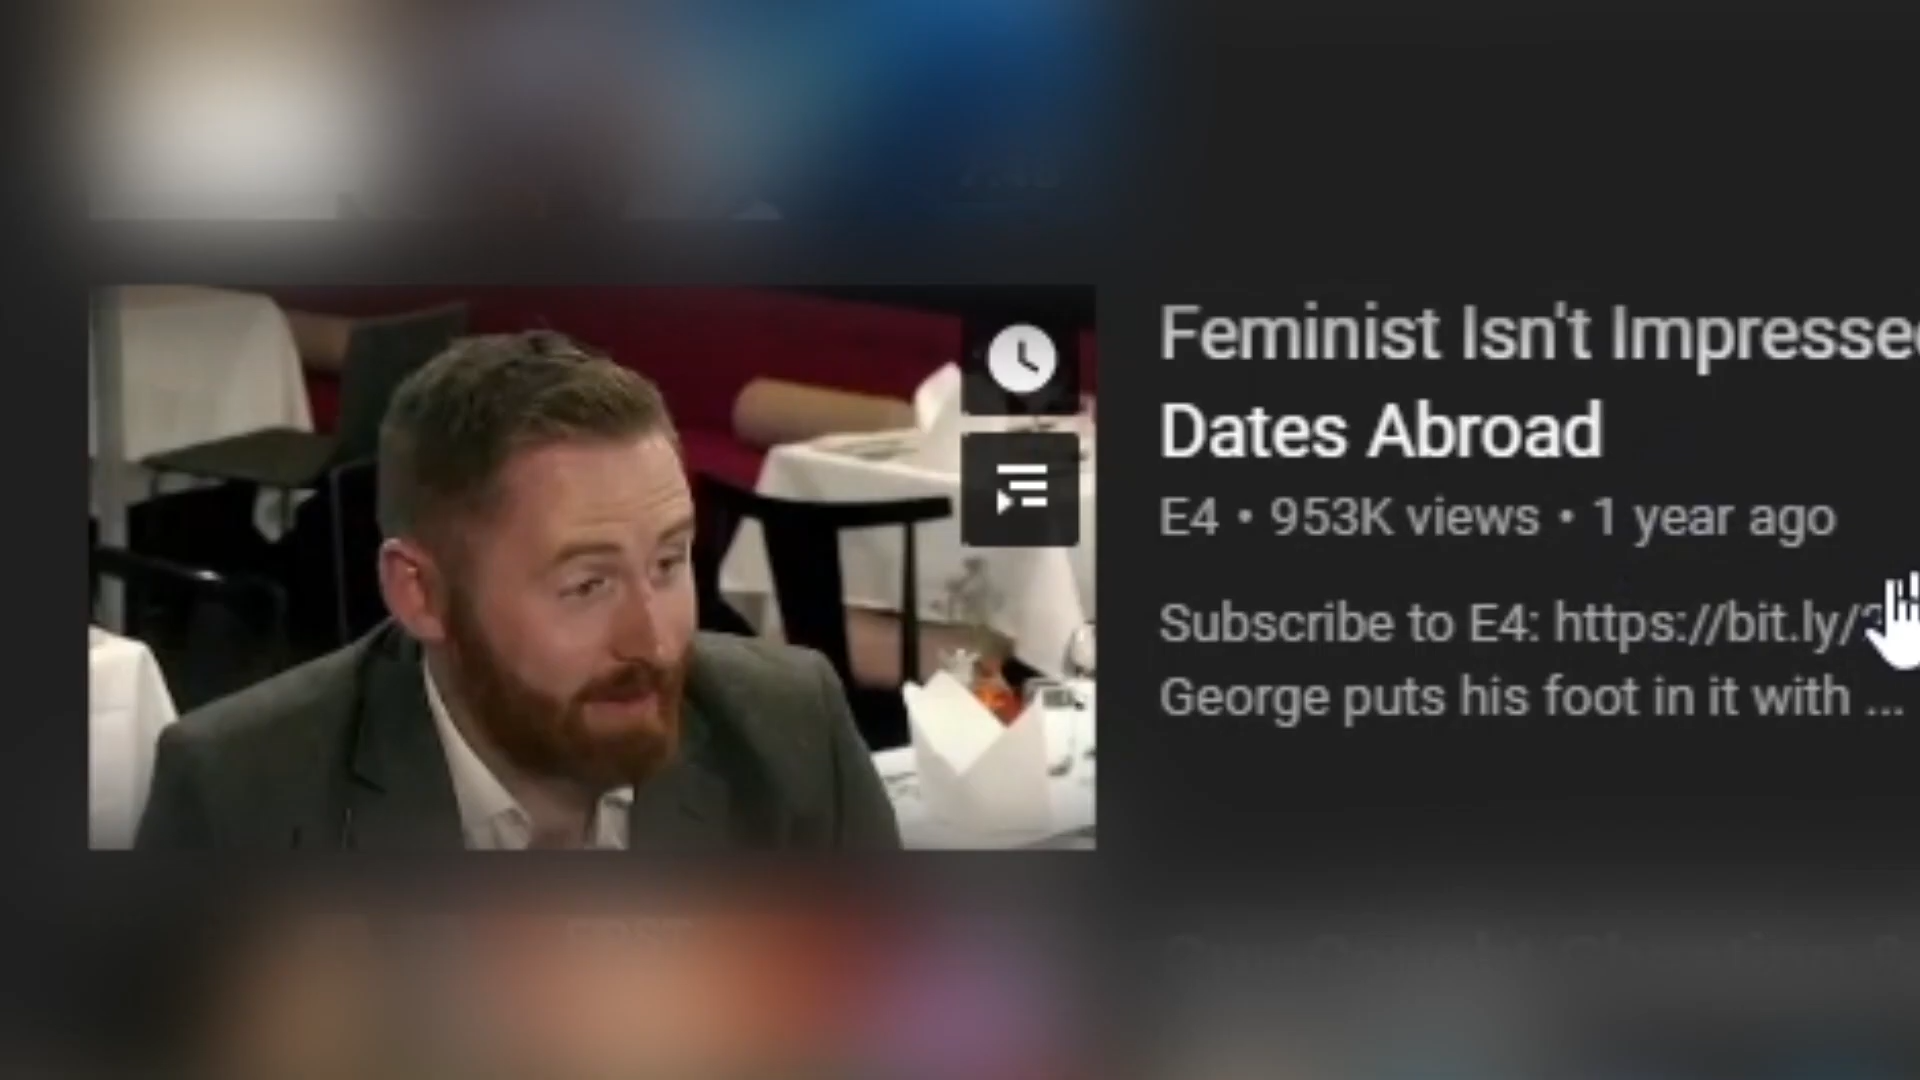 Feminist Isn't Impressed
Dates Abroad
E4 • 953K views • 1 year ago
Subscribe to E4: https://bit.ly/
George puts his foot in it with ...